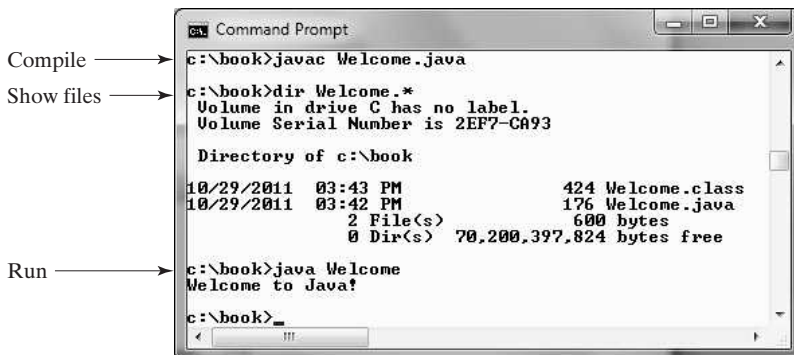 Command Prompt
Compile
c:\book>javac Welcome.java
Show files
c:\book>dir Welcome.*
Volume in drive C has no label.
Volume Serial Number is 2EF7-CA93
Directory of c:\book
10/29/2011 03:43 PM 424 Welcome.class
10/29/2011 03:42 PM 176 Welcome.java
2 File(s) 600 bytes
0 Dir(s) 70,200,397,824 bytes free
Run
c:\book>java Welcome
Welcome to Java!
c:\book>_